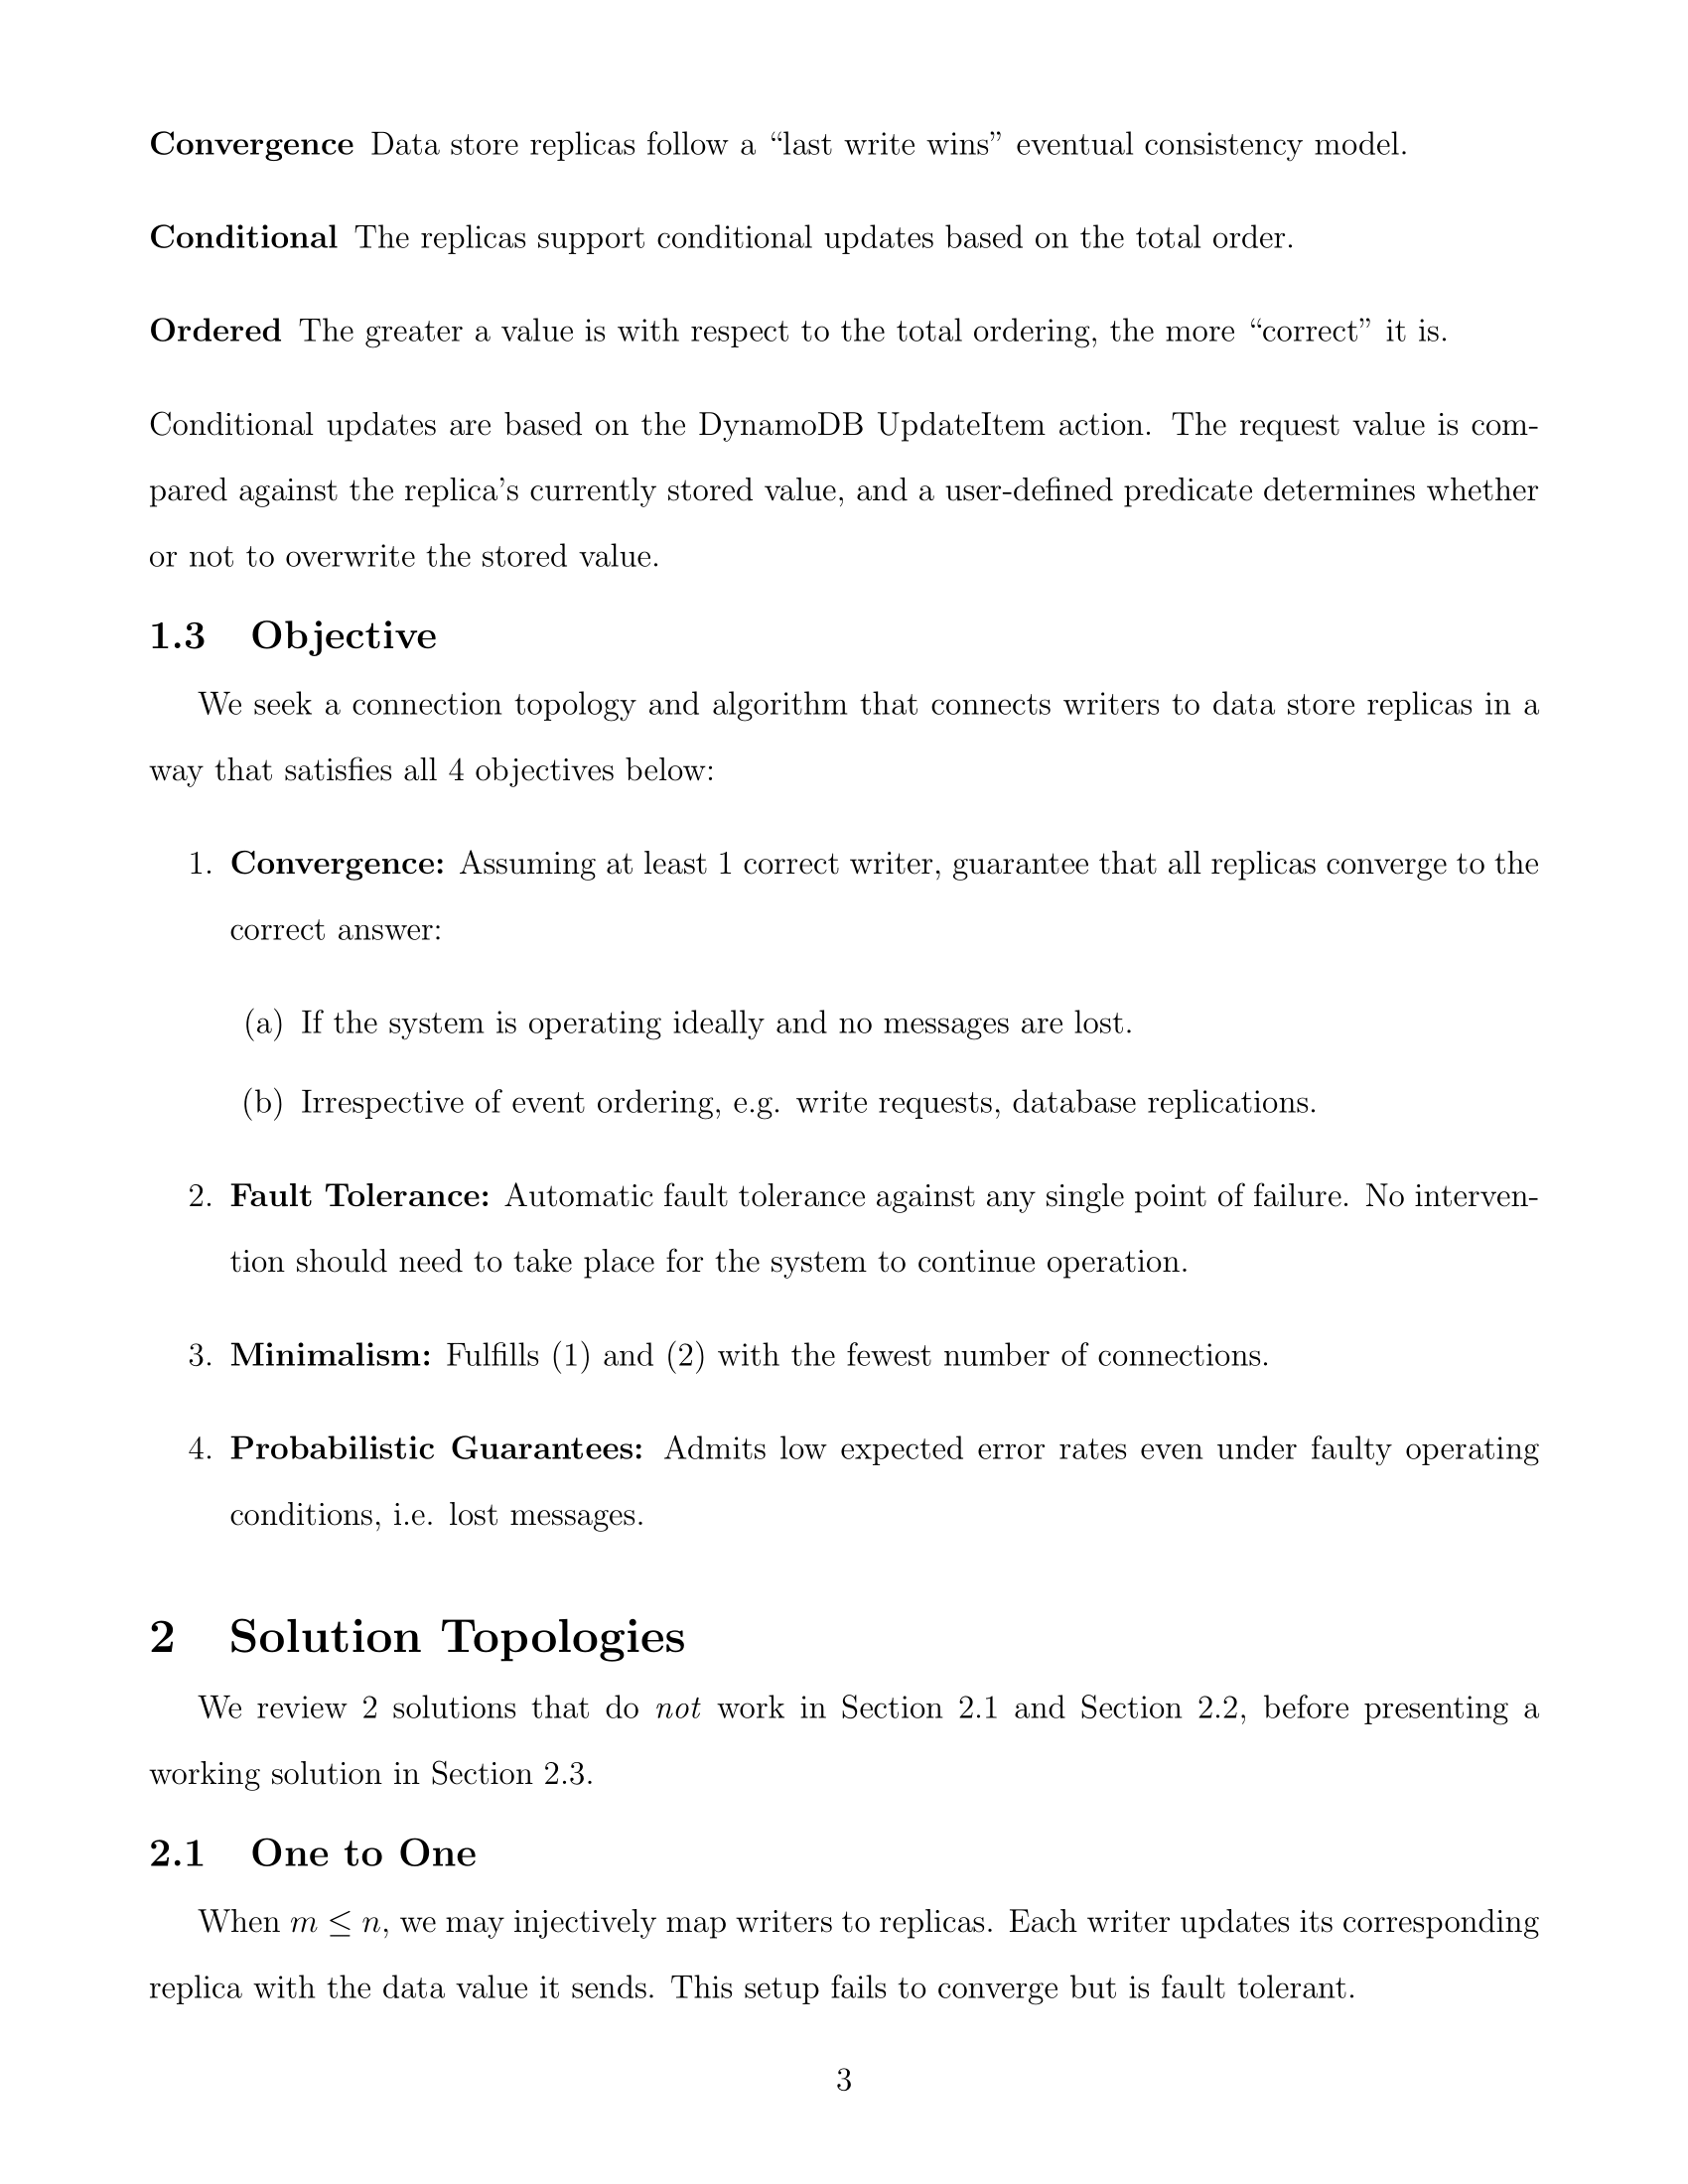 Convergence Data store replicas follow a “last write wins” eventual consistency model.
Conditional The replicas support conditional updates based on the total order.
Ordered The greater a value is with respect to the total ordering, the more “correct” it is.
Conditional updates are based on the DynamoDB UpdateItem action. The request value is com-
pared against the replica’s currently stored value, and a user-defined predicate determines whether
or not to overwrite the stored value.
1.3 Objective
We seek a connection topology and algorithm that connects writers to data store replicas in a
way that satisfies all 4 objectives below:
1. Convergence: Assuming at least 1 correct writer, guarantee that all replicas converge to the
correct answer:
(a) If the system is operating ideally and no messages are lost.
(b) Irrespective of event ordering, e.g. write requests, database replications.
2. Fault Tolerance: Automatic fault tolerance against any single point of failure. No interven-
tion should need to take place for the system to continue operation.
3. Minimalism: Fulfills (1) and (2) with the fewest number of connections.
4. Probabilistic Guarantees: Admits low expected error rates even under faulty operating
conditions, i.e. lost messages.
2 Solution Topologies
We review 2 solutions that do not work in Section 2.1 and Section 2.2, before presenting a
working solution in Section 2.3.
2.1 One to One
When m ≤ n, we may injectively map writers to replicas. Each writer updates its corresponding
replica with the data value it sends. This setup fails to converge but is fault tolerant.
3